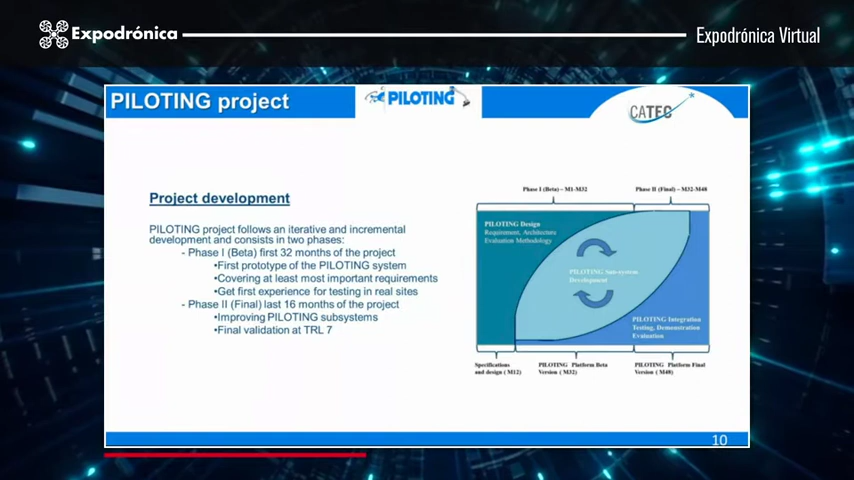 Expodrónica
Expodrónica Virtual
PILOTING project
PILOTING
CATEC
Project development
PILOTING project follows an iterative and incremental
development and consists in two phases:
- Phase I (Beta) first 32 months of the project
•First prototype of the PILOTING system
•Covering at least most important requirements
•Get first experience for testing in real sites
- Phase II (Final) last 16 months of the project
•Improving PILOTING subsystems
•Final validation at TRL 7
Phase I (Beta) – M1-M32
Phase II (Final) – M32-M48
PILOTING Design
Requirement, Architecture
Evaluation Methodology
PILOTING Sub-system
Development
PILOTING Integration
Testing, Demonstration
Evaluation
Specifications
and design ( M12)
PILOTING Platform Beta
Version ( M32)
PILOTING Platform Final
Version ( M48)
10